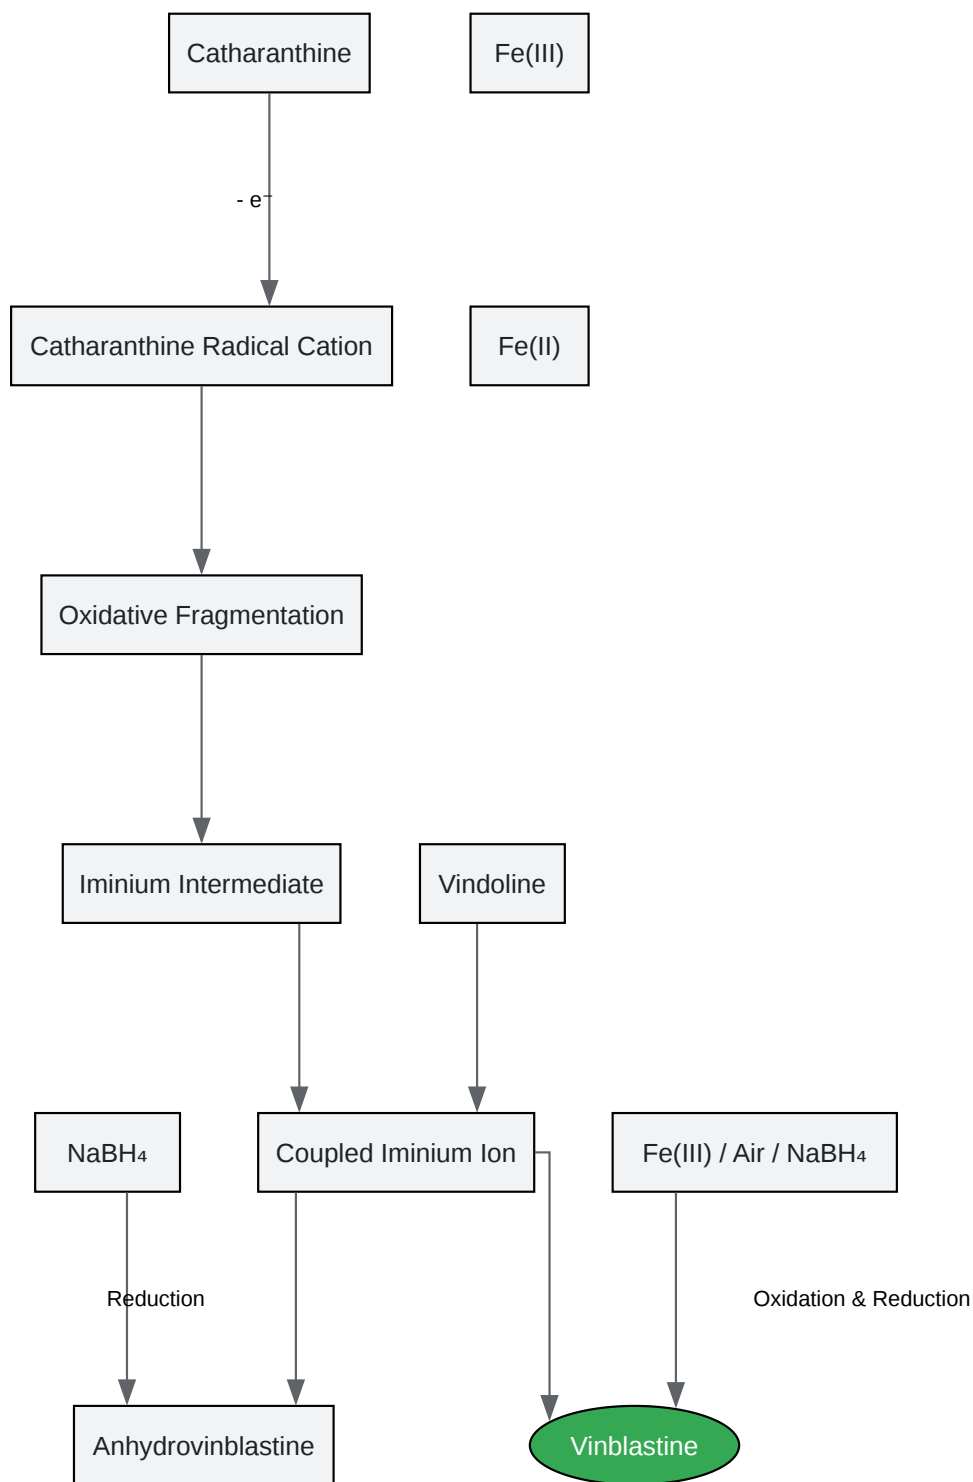 Catharanthine
Fe(III)
- e⁻
Catharanthine Radical Cation
Fe(II)
Oxidative Fragmentation
Iminium Intermediate
Vindoline
NaBH₄
Coupled Iminium Ion
Fe(III) / Air / NaBH₄
Reduction
Oxidation & Reduction
Anhydrovinblastine
Vinblastine